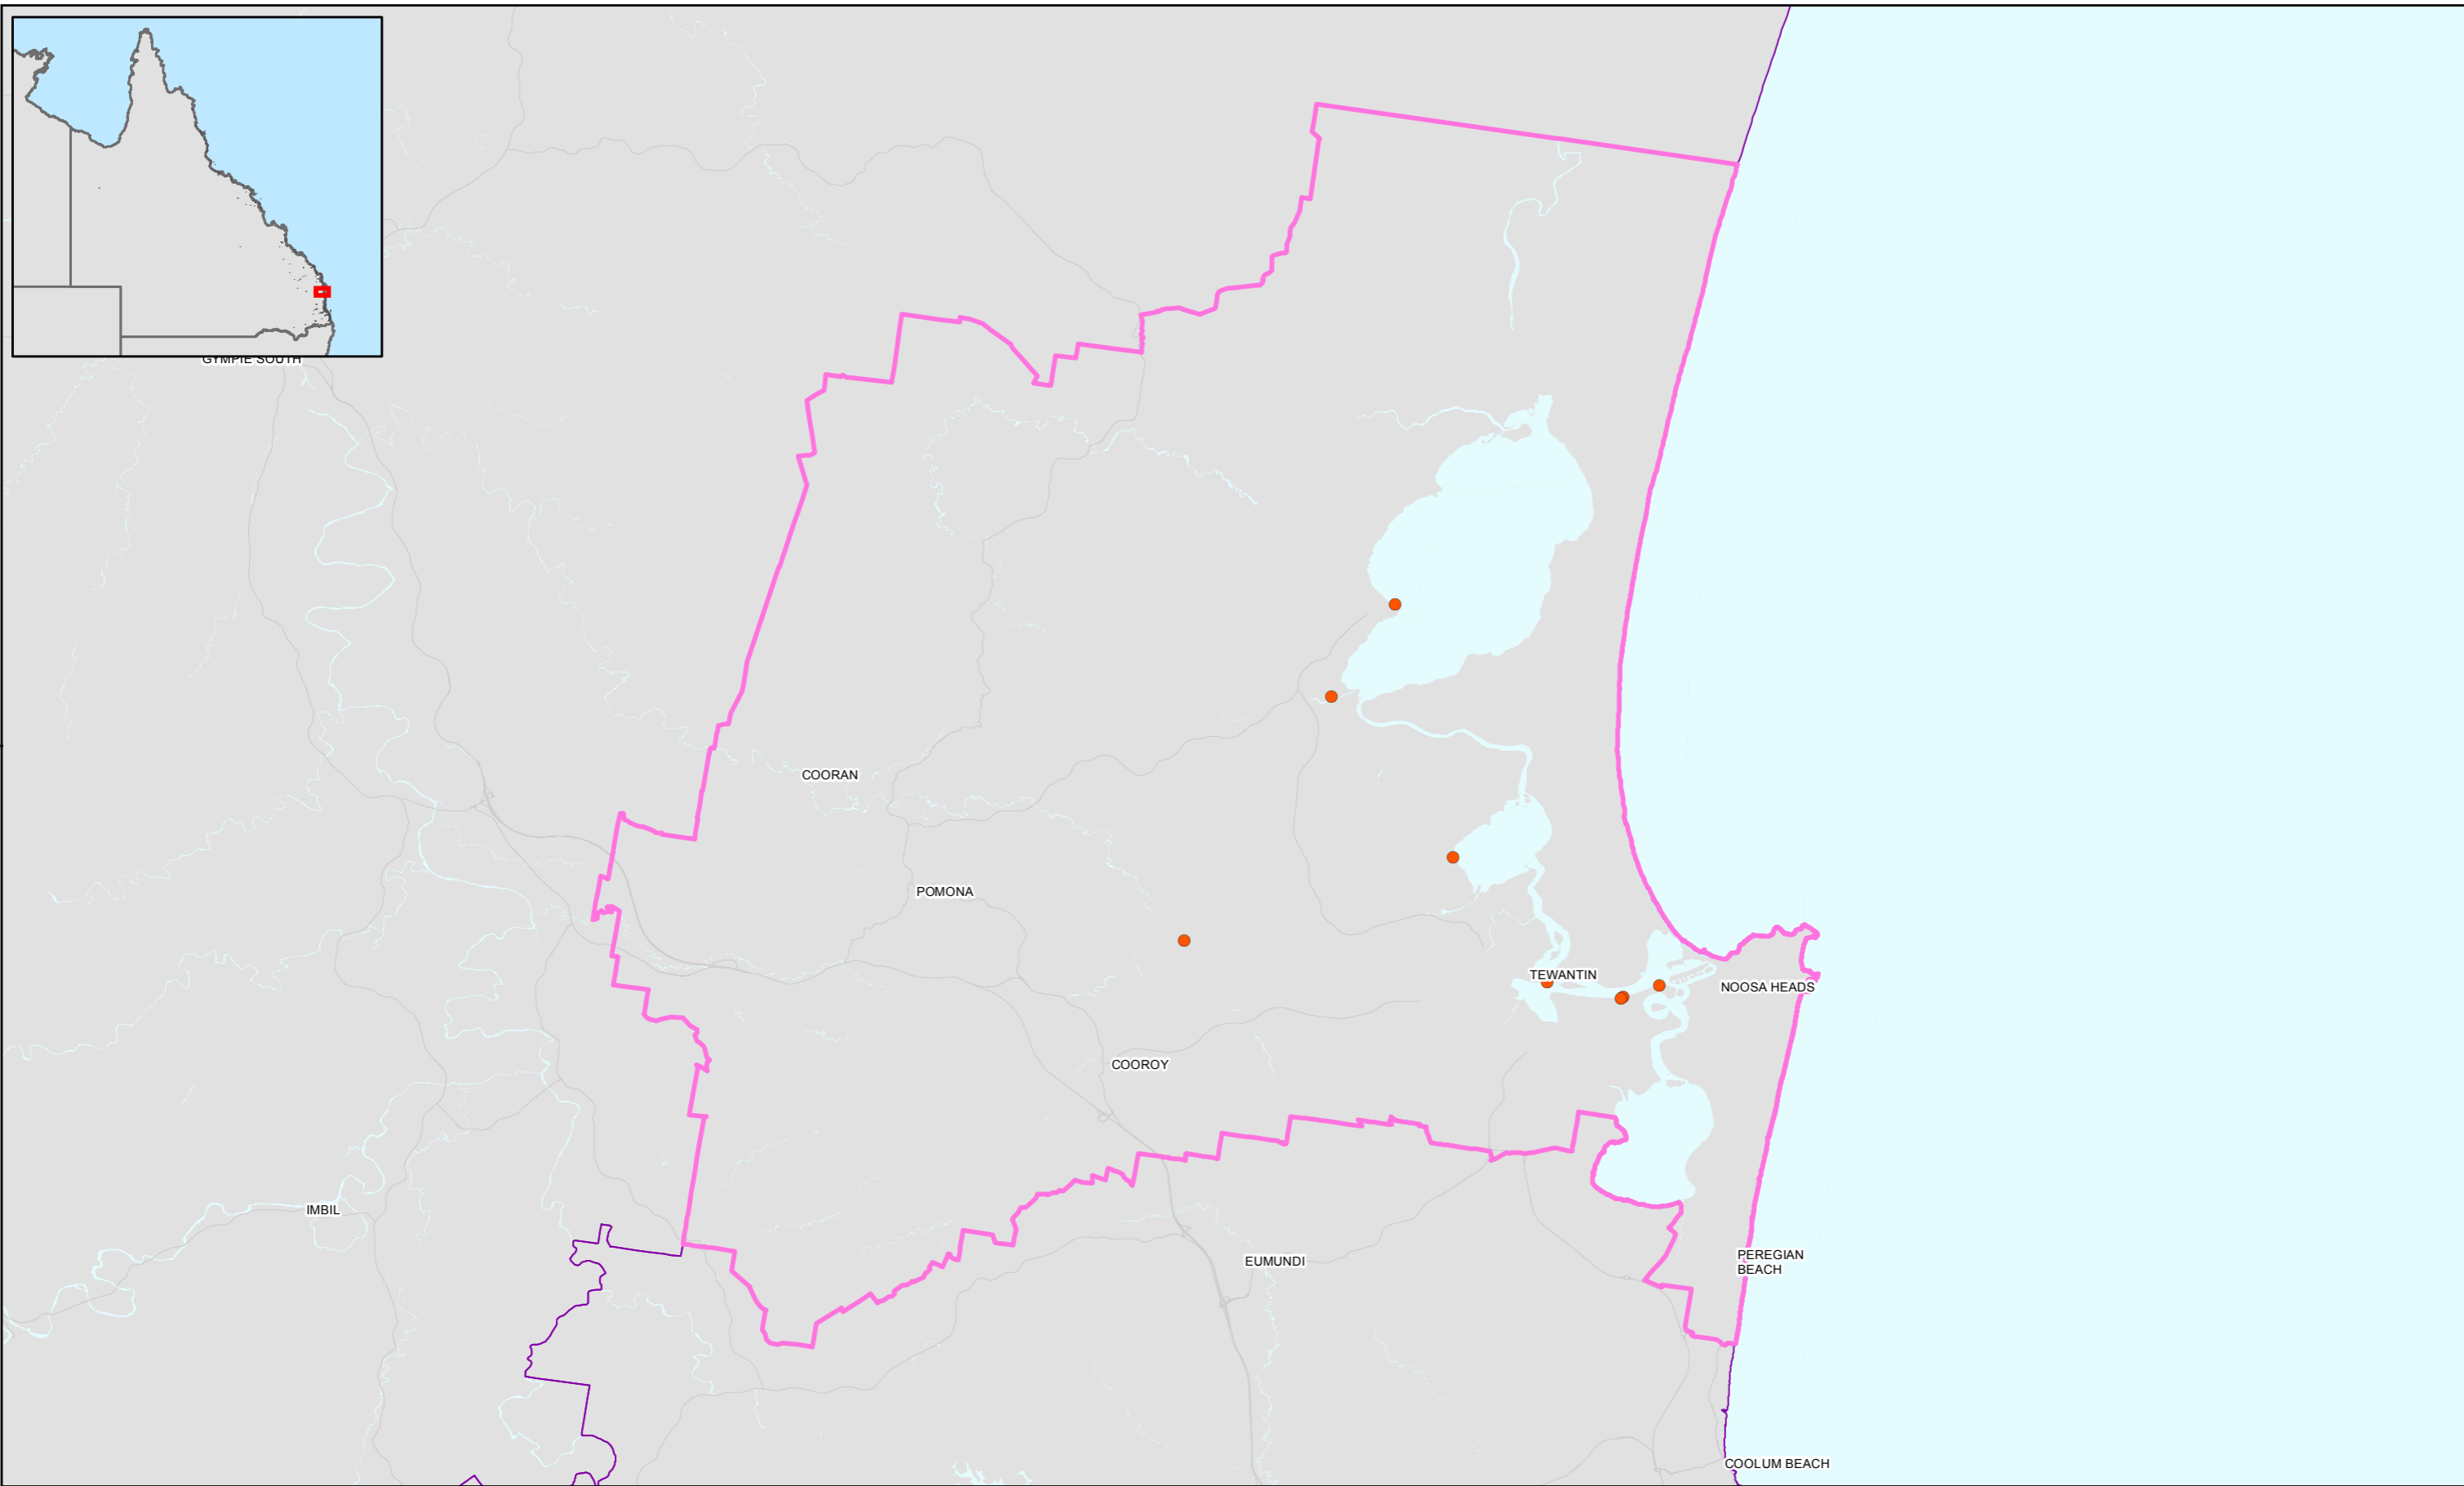 GYMPIE SOUTH
COORAN
POMONA
TEWANTIN
NOOSA HEADS
COOROY
IMBIL
EUMUNDI
PEREGIAN
BEACH
COOLUM BEACH